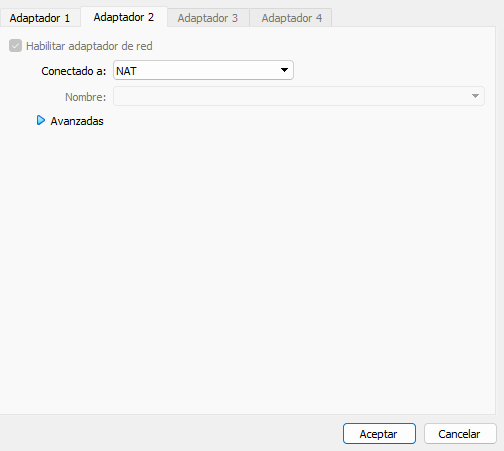 Adaptador 1 Adaptador 2 Adaptador 3 Adaptador 4
Habilitar adaptador de red
Conectado a: NAT
Nombre:
Avanzadas
Aceptar Cancelar